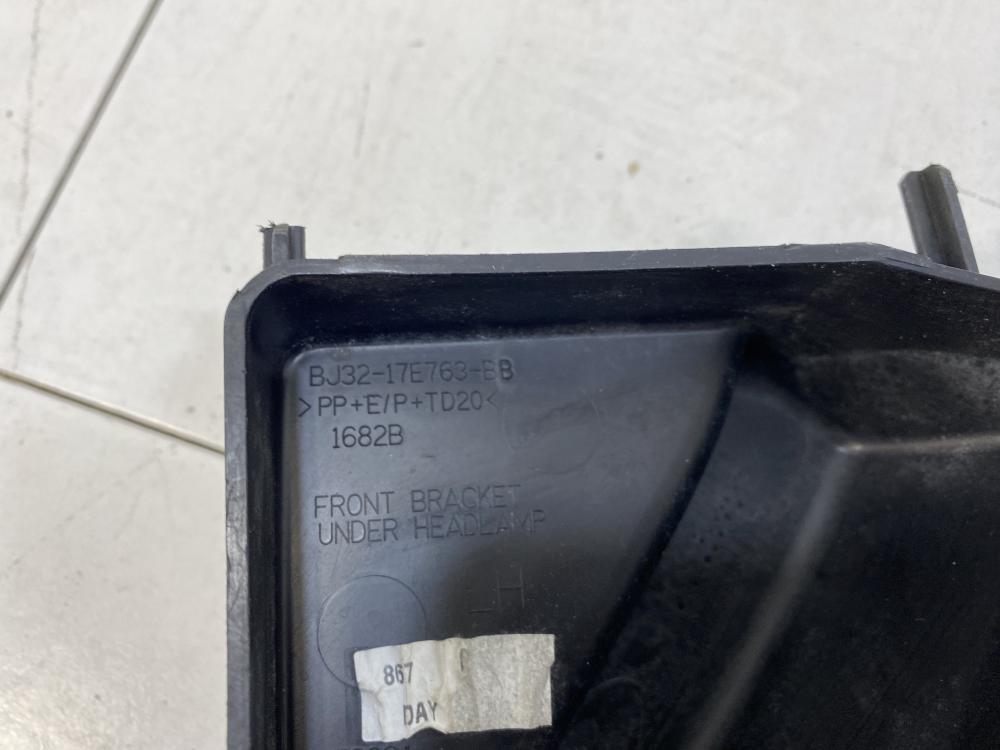 BJ32-17E763-BB
>PP+E/P+TD20<
1682B
FRONT BRACKET
UNDER HEADLAMP
LH
867
DAY